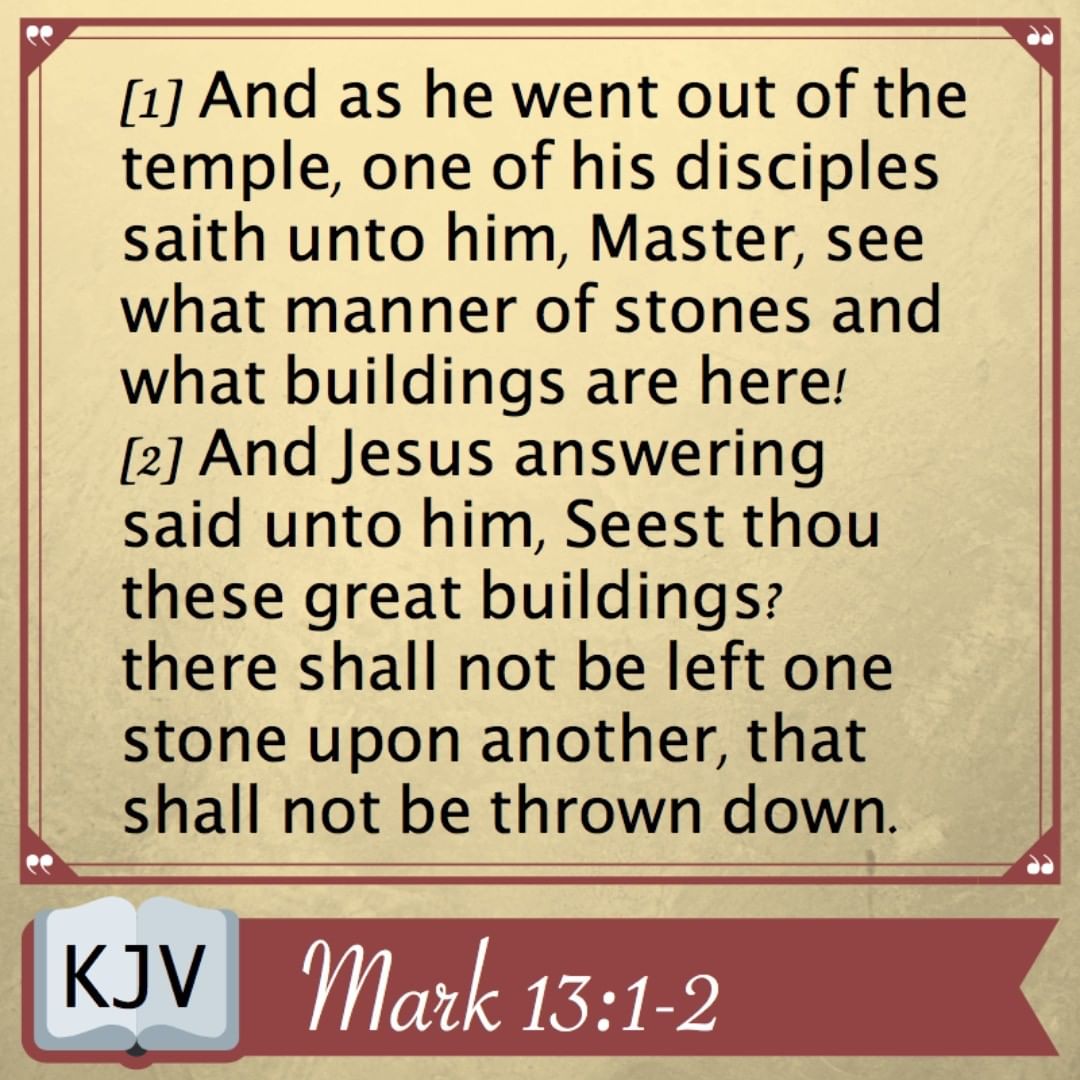 [1] And as he went out of the
temple, one of his disciples
saith unto him, Master, see
what manner of stones and
what buildings are here!
[2] And Jesus answering
said unto him, Seest thou
these great buildings?
there shall not be left one
stone upon another, that
shall not be thrown down.
KJV
Mark 13:1-2